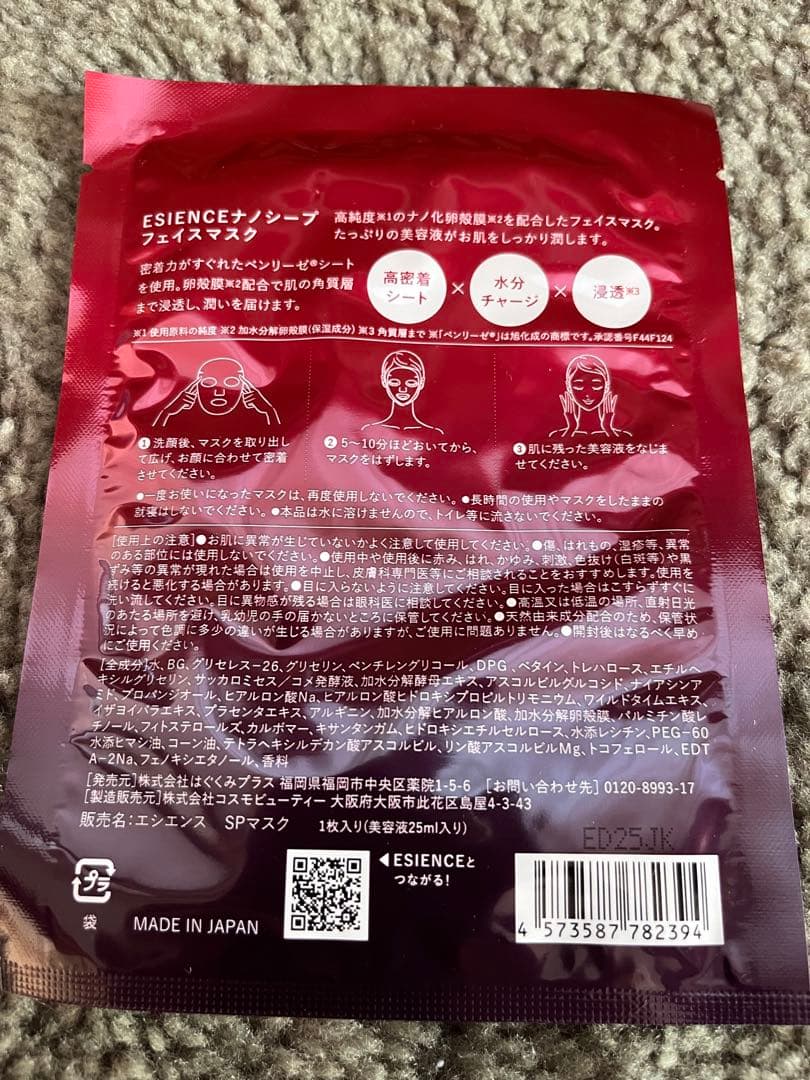 ESIENCEナノシープ
フェイスマスク
高純度※1のナノ化卵殻膜※2を配合したフェイスマスク。
たっぷりの美容液がお肌をしっかり潤します。
密着力がすぐれたベンリーゼ®シート
を使用。卵殻膜※2配合で肌の角質層
まで浸透し、潤いを届けます。
高密着
シート
×
水分
チャージ
×
浸透※3
※1 使用原料の純度 ※2 加水分解卵殻膜(保湿成分) ※3 角質層まで ※「ベンリーゼ®」は旭化成の商標です。承認番号F44F124
1 洗顔後、マスクを取り出し
て広げ、お顔に合わせて密着
させてください。
2 5〜10分ほどおいてから、
マスクをはずします。
3 肌に残った美容液をなじま
せてください。
●一度お使いになったマスクは、再度使用しないでください。●長時間の使用やマスクをしたままの
就寝はしないでください。●本品は水に溶けませんので、トイレ等に流さないでください。
[使用上の注意]●お肌に異常が生じていないかよく注意して使用してください。●傷、はれもの、湿疹等、異常
のある部位には使用しないでください。●使用中や使用後に赤み、はれ、かゆみ、刺激、色抜け(白斑等)や黒
ずみ等の異常が現れた場合は使用を中止し、皮膚科専門医等にご相談されることをおすすめします。使用を
続けると悪化する場合があります。●目に入らないように注意してください。目に入った場合はこすらずすぐに
洗い流してください。目に異物感が残る場合は眼科医に相談してください。●高温又は低温の場所、直射日光
のあたる場所を避け、乳幼児の手の届かないところに保管してください。●天然由来成分配合のため、保管状
況によって色調に多少の違いが生じる場合がありますが、ご使用に問題ありません。●開封後はなるべく早め
にご使用ください。
[全成分]水、BG、グリセレス-26、グリセリン、ペンチレングリコール、DPG、ベタイン、トレハロース、エチルヘ
キシルグリセリン、サッカロミセス/コメ発酵液、加水分解酵母エキス、アスコルビルグルコシド、ナイアシンア
ミド、プロパンジオール、ヒアルロン酸Na、ヒアルロン酸ヒドロキシプロピルトリモニウム、ワイルドタイムエキス、
イザヨイバラエキス、プラセンタエキス、アルギニン、加水分解ヒアルロン酸、加水分解卵殻膜、パルミチン酸レ
チノール、フィトステロールズ、カルボマー、キサンタンガム、ヒドロキシエチルセルロース、水添レシチン、PEG-60
水添ヒマシ油、コーン油、テトラヘキシルデカン酸アスコルビル、リン酸アスコルビルMg、トコフェロール、EDT
A-2Na、フェノキシエタノール、香料
[発売元]株式会社はぐくみプラス 福岡県福岡市中央区薬院1-5-6 [お問い合わせ先] 0120-8993-17
[製造販売元]株式会社コスモビューティー 大阪府大阪市此花区島屋4-3-43
販売名:エシエンス SPマスク 1枚入り(美容液25ml入り)
ED25JK
プラ
袋
MADE IN JAPAN
◀ESIENCEと
つながる!
4 573587 782394